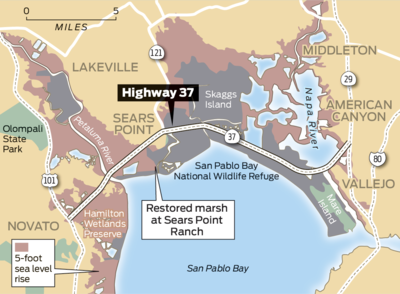 0
5
MILES
121
MIDDLETON
LAKEVILLE
29
Highway 37
Skaggs
Island
Napa River
SEARS
POINT
AMERICAN
CANYON
Olompali
State
Park
Petaluma River
37
80
San Pablo Bay
National Wildlife Refuge
101
VALLEJO
Mare
Island
Restored marsh
at Sears Point
Ranch
NOVATO
Hamilton
Wetlands
Preserve
5-foot
sea level
rise
San Pablo Bay